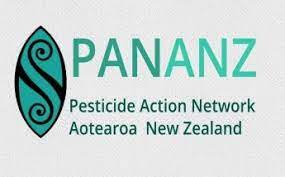 PANANZ
Pesticide Action Network
Aotearoa New Zealand